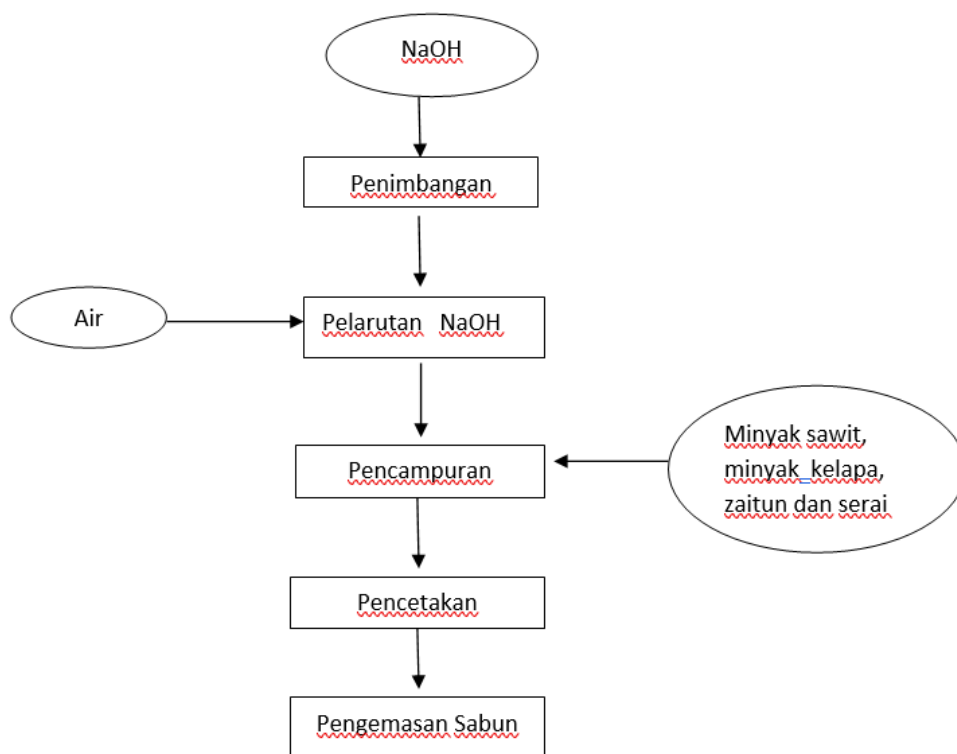 NaOH
Penimbangan
Air
Pelarutan NaOH
Pencampuran
Minyak sawit,
minyak kelapa,
zaitun dan serai
Pencetakan
Pengemasan Sabun